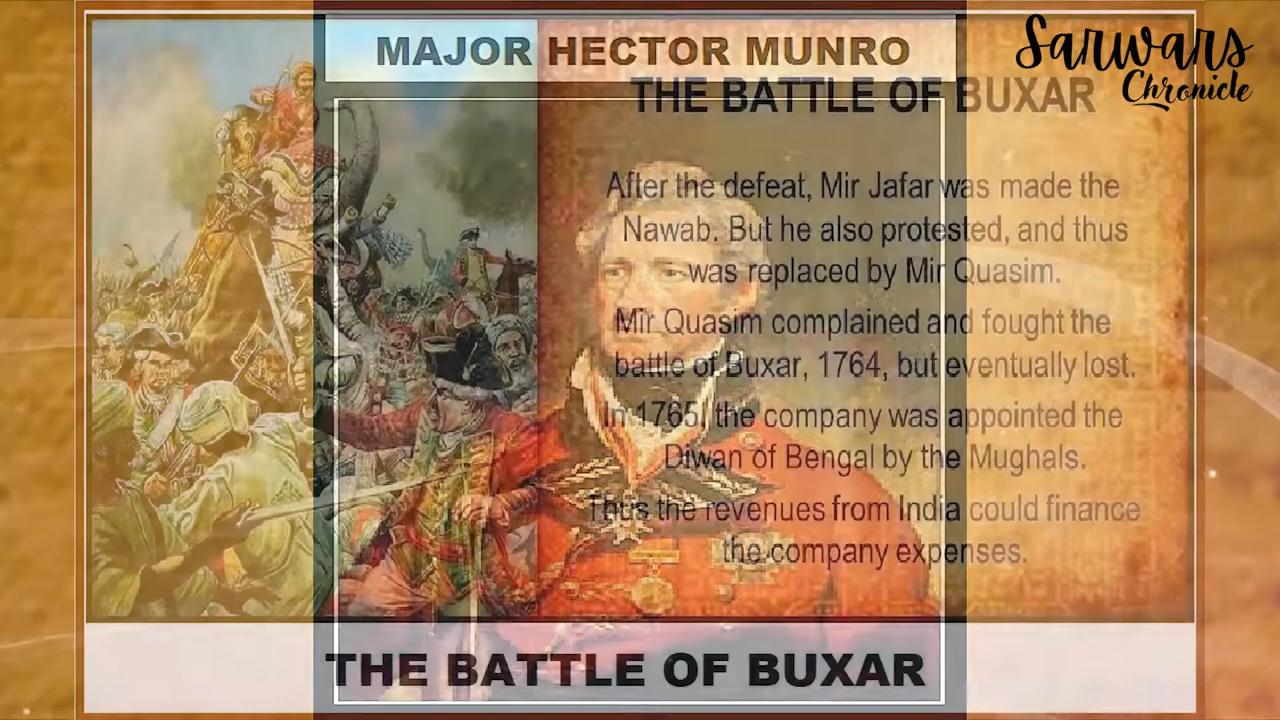 MAJOR HECTOR MUNRO
Sarwars
Chronicle
THE BATTLE OF BUXAR
After the defeat, Mir Jafar was made the
Nawab. But he also protested, and thus
was replaced by Mir Quasim.
Mir Quasim complained and fought the
battle of Buxar, 1764, but eventually lost.
In 1765, the company was appointed the
Diwan of Bengal by the Mughals.
Thus the revenues from India could finance
the company expenses.
THE BATTLE OF BUXAR